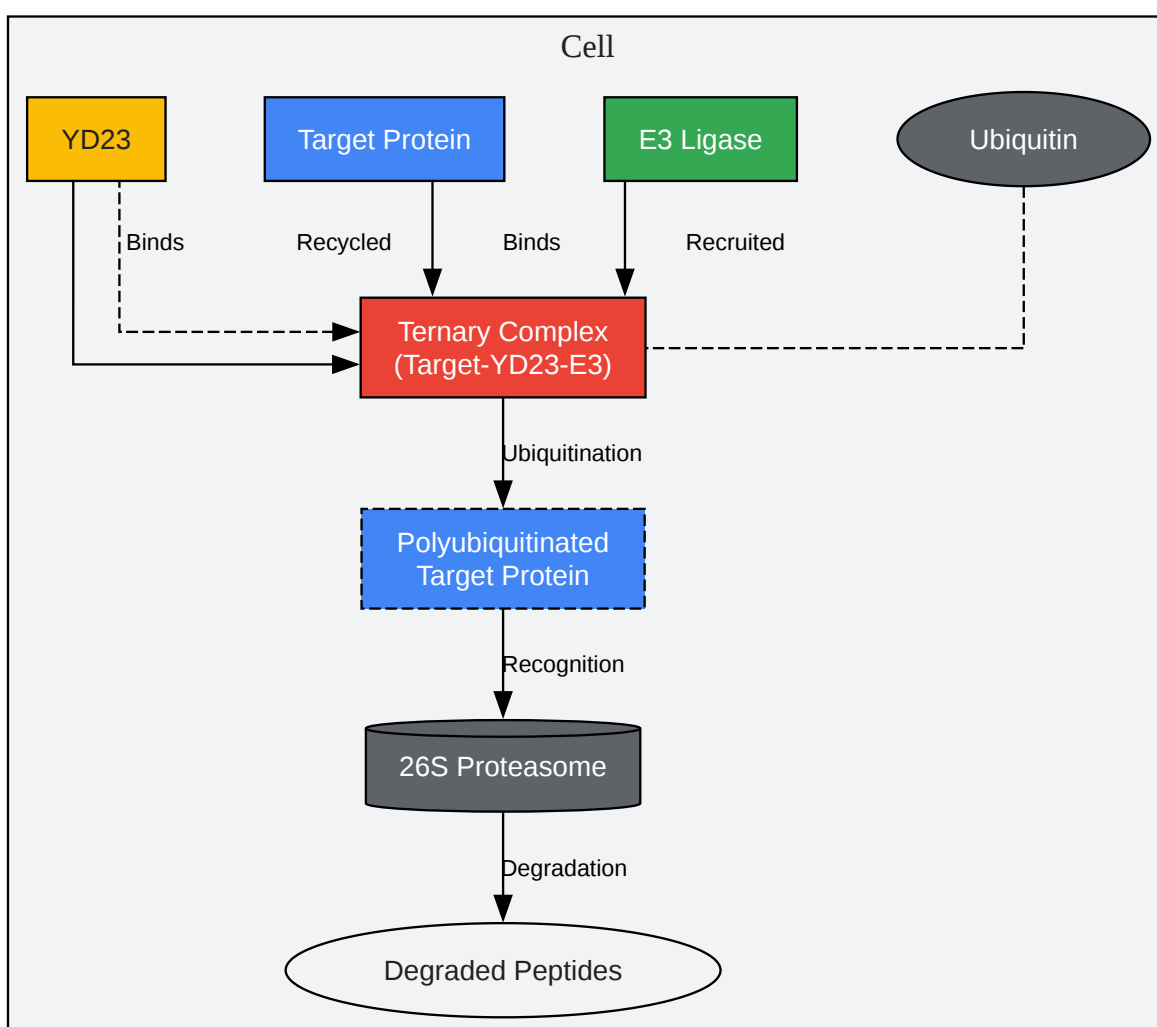 Cell
YD23
Target Protein
E3 Ligase
Ubiquitin
Binds
Recycled
Binds
Recruited
Ternary Complex
(Target-YD23-E3)
Ubiquitination
Polyubiquitinated
Target Protein
Recognition
26S Proteasome
Degradation
Degraded Peptides